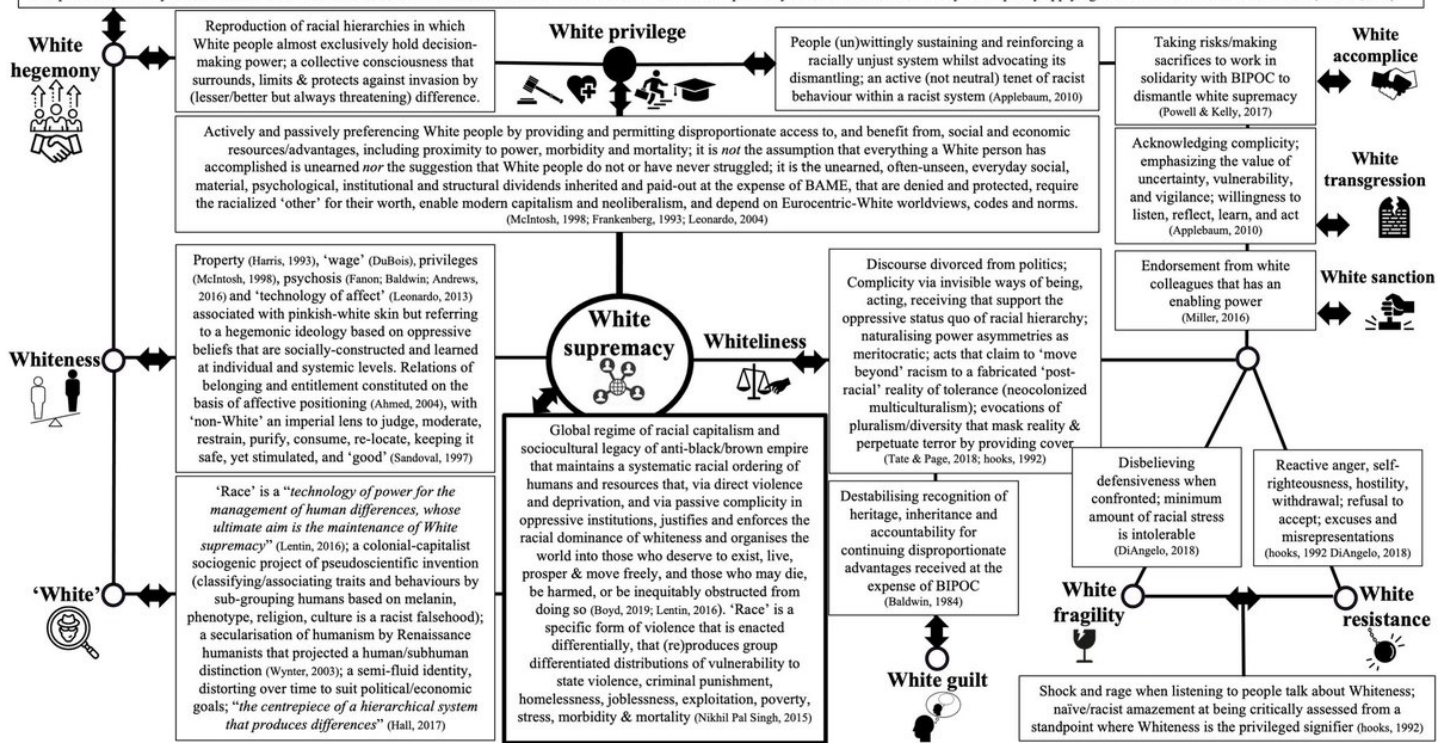 White
hegemony
Reproduction of racial hierarchies in which
White people almost exclusively hold decision-
making power; a collective consciousness that
surrounds, limits & protects against invasion by
(lesser/better but always threatening) difference.
White privilege
People (un)wittingly sustaining and reinforcing a
racially unjust system whilst advocating its
dismantling; an active (not neutral) tenet of racist
behaviour within a racist system (Applebaum, 2010)
Taking risks/making
sacrifices to work in
solidarity with BIPOC to
dismantle white supremacy
(Powell & Kelly, 2017)
White
accomplice
Actively and passively preferencing White people by providing and permitting disproportionate access to, and benefit from, social and economic
resources/advantages, including proximity to power, morbidity and mortality; it is not the assumption that everything a White person has
accomplished is unearned nor the suggestion that White people do not or have never struggled; it is the unearned, often-unseen, everyday social,
material, psychological, institutional and structural dividends inherited and paid-out at the expense of BAME, that are denied and protected, require
the racialized ‘other’ for their worth, enable modern capitalism and neoliberalism, and depend on Eurocentric-White worldviews, codes and norms.
(McIntosh, 1998; Frankenberg, 1993; Leonardo, 2004)
Acknowledging complicity;
emphasizing the value of
uncertainty, vulnerability,
and vigilance; willingness to
listen, reflect, learn, and act
(Applebaum, 2010)
White
transgression
Endorsement from white
colleagues that has an
enabling power
(Miller, 2016)
White sanction
Whiteness
Property (Harris, 1993), ‘wage’ (DuBois), privileges
(McIntosh, 1998), psychosis (Fanon; Baldwin; Andrews,
2016) and ‘technology of affect’ (Leonardo, 2013)
associated with pinkish-white skin but referring
to a hegemonic ideology based on oppressive
beliefs that are socially-constructed and learned
at individual and systemic levels. Relations of
belonging and entitlement constituted on the
basis of affective positioning (Ahmed, 2004), with
‘non-White’ an imperial lens to judge, moderate,
restrain, purify, consume, re-locate, keeping it
safe, yet stimulated, and ‘good’ (Sandoval, 1997)
White
supremacy
Whiteliness
Discourse divorced from politics;
Complicity via invisible ways of being,
acting, receiving that support the
oppressive status quo of racial hierarchy;
naturalising power asymmetries as
meritocratic; acts that claim to ‘move
beyond’ racism to a fabricated ‘post-
racial’ reality of tolerance (neocolonized
multiculturalism); evocations of
pluralism/diversity that mask reality &
perpetuate terror by providing cover
(Tate & Page, 2018; hooks, 1992)
‘White’
‘Race’ is a “technology of power for the
management of human differences, whose
ultimate aim is the maintenance of White
supremacy” (Lentin, 2016); a colonial-capitalist
sociogenic project of pseudoscientific invention
(classifying/associating traits and behaviours by
sub-grouping humans based on melanin,
phenotype, religion, culture is a racist falsehood);
a secularisation of humanism by Renaissance
humanists that projected a human/subhuman
distinction (Wynter, 2003); a semi-fluid identity,
distorting over time to suit political/economic
goals; “the centrepiece of a hierarchical system
that produces differences” (Hall, 2017)
Global regime of racial capitalism and
sociocultural legacy of anti-black/brown empire
that maintains a systematic racial ordering of
humans and resources that, via direct violence
and deprivation, and via passive complicity in
oppressive institutions, justifies and enforces the
racial dominance of whiteness and organises the
world into those who deserve to exist, live,
prosper & move freely, and those who may die,
be harmed, or be inequitably obstructed from
doing so (Boyd, 2019; Lentin, 2016). ‘Race’ is a
specific form of violence that is enacted
differentially, that (re)produces group
differentiated distributions of vulnerability to
state violence, criminal punishment,
homelessness, joblessness, exploitation, poverty,
stress, morbidity & mortality (Nikhil Pal Singh, 2015)
Destabilising recognition of
heritage, inheritance and
accountability for
continuing disproportionate
advantages received at the
expense of BIPOC
(Baldwin, 1984)
White guilt
Disbelieving
defensiveness when
confronted; minimum
amount of racial stress
is intolerable
(DiAngelo, 2018)
White
fragility
Reactive anger, self-
righteousness, hostility,
withdrawal; refusal to
accept; excuses and
misrepresentations
(hooks, 1992 DiAngelo, 2018)
White
resistance
Shock and rage when listening to people talk about Whiteness;
naïve/racist amazement at being critically assessed from a
standpoint where Whiteness is the privileged signifier (hooks, 1992)